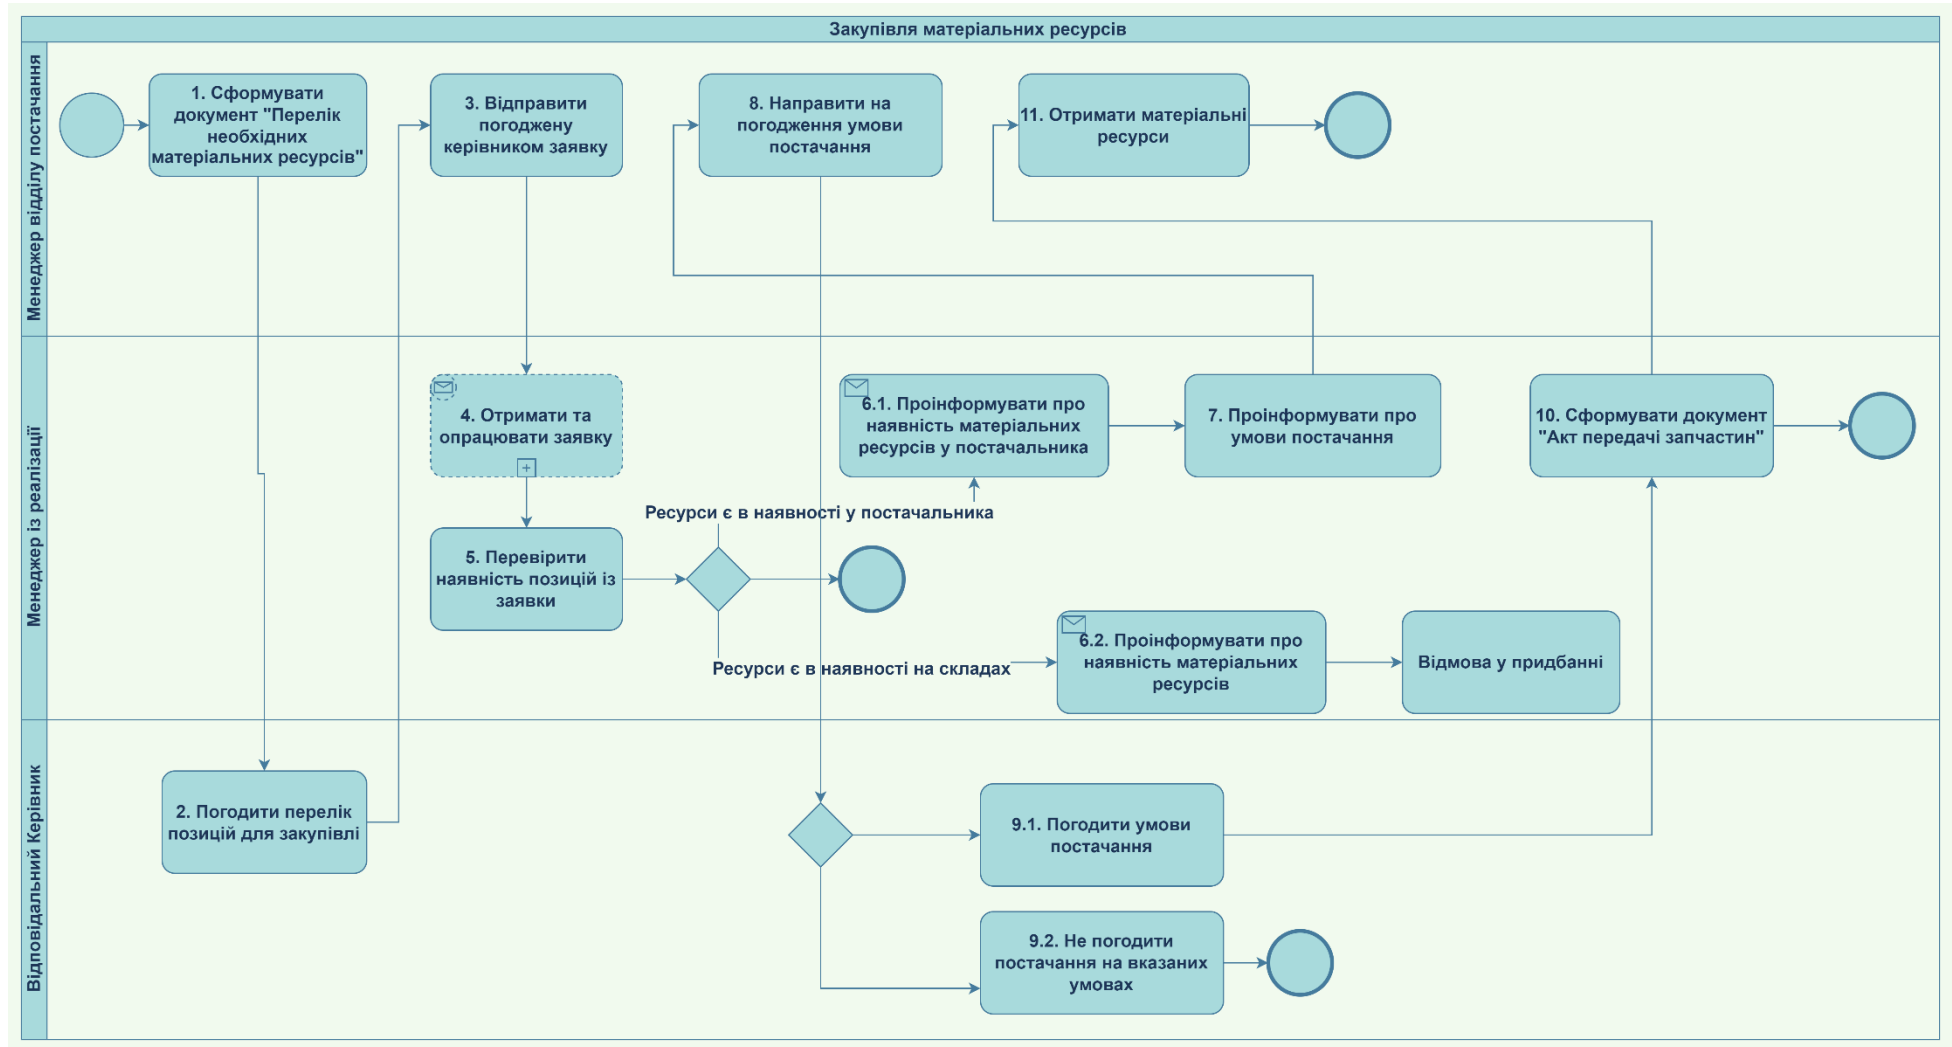 Закупівля матеріальних ресурсів
Менеджер відділу постачання
1. Сформувати
документ "Перелік
необхідних
матеріальних ресурсів"
3. Відправити
погоджену
керівником заявку
8. Направити на
погодження умови
постачання
11. Отримати матеріальні
ресурси
Менеджер із реалізації
4. Отримати та
опрацювати заявку
6.1. Проінформувати про
наявність матеріальних
ресурсів у постачальника
7. Проінформувати про
умови постачання
10. Сформувати документ
"Акт передачі запчастин"
Ресурси є в наявності у постачальника
5. Перевірити
наявність позицій із
заявки
Ресурси є в наявності на складах
6.2. Проінформувати про
наявність матеріальних
ресурсів
Відмова у придбанні
Відповідальний Керівник
2. Погодити перелік
позицій для закупівлі
9.1. Погодити умови
постачання
9.2. Не погодити
постачання на вказаних
умовах